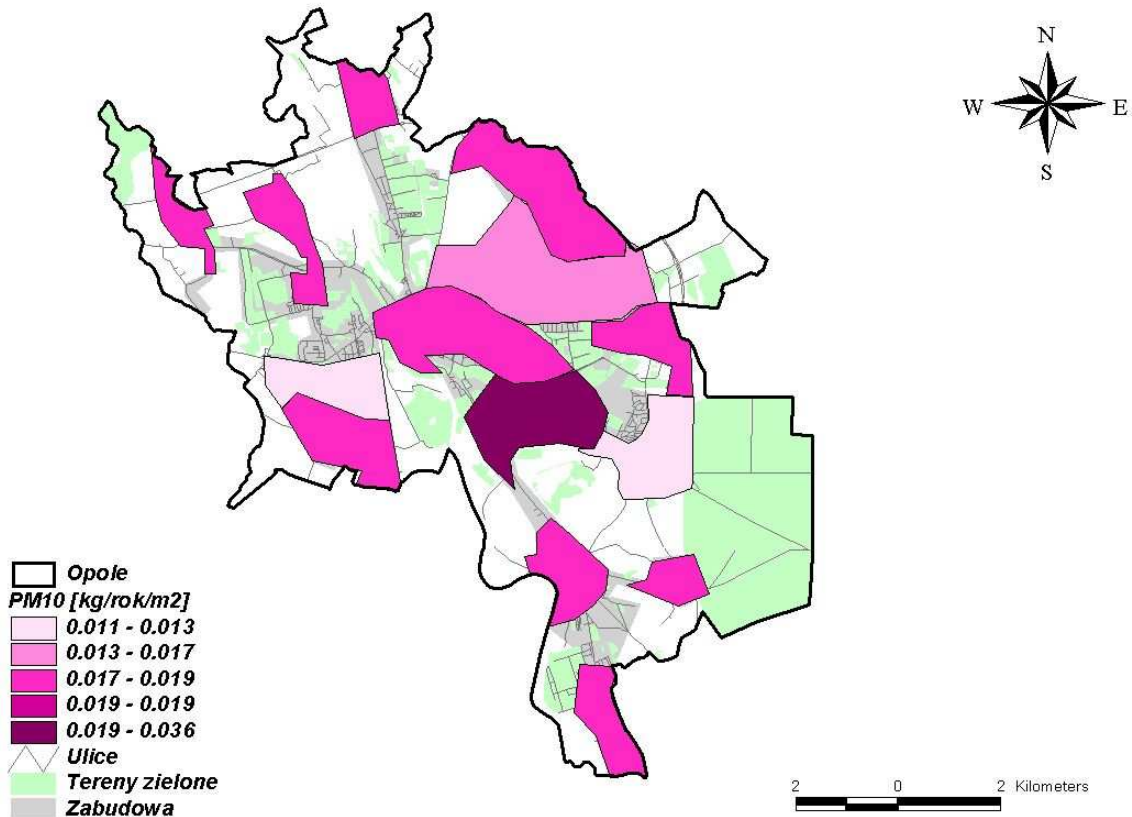 N
W E
S
Opole
PM10 [kg/rok/m2]
0.011 - 0.013
0.013 - 0.017
0.017 - 0.019
0.019 - 0.019
0.019 - 0.036
Ulice
Tereny zielone
Zabudowa
2 0 2 Kilometers